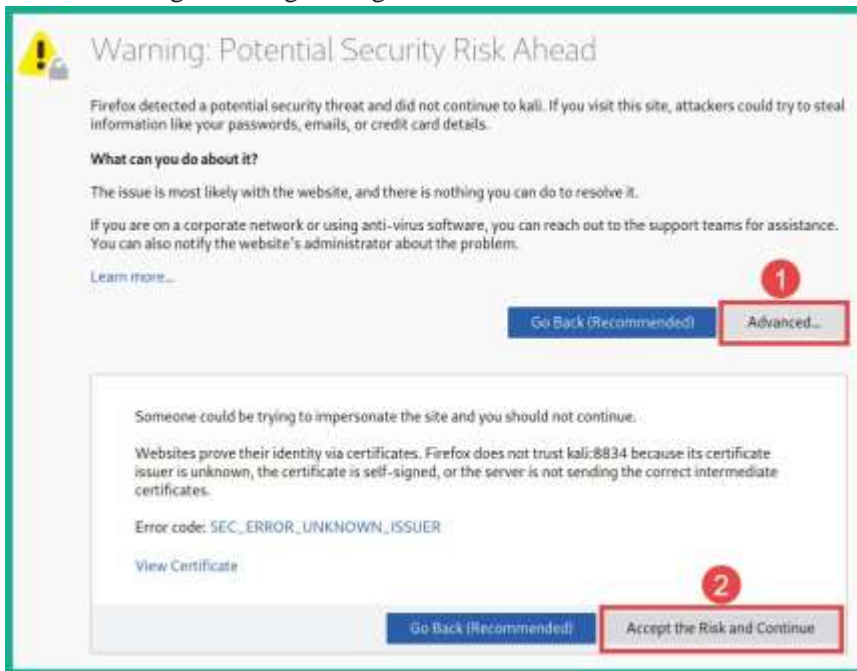 Warning: Potential Security Risk Ahead
Firefox detected a potential security threat and did not continue to kali. If you visit this site, attackers could try to steal
information like your passwords, emails, or credit card details.
What can you do about it?
The issue is most likely with the website, and there is nothing you can do to resolve it.
If you are on a corporate network or using anti-virus software, you can reach out to the support teams for assistance.
You can also notify the website's administrator about the problem.
Learn more...
1
Go Back (Recommended) Advanced...
Someone could be trying to impersonate the site and you should not continue.
Websites prove their identity via certificates. Firefox does not trust kali:8834 because its certificate
issuer is unknown, the certificate is self-signed, or the server is not sending the correct intermediate
certificates.
Error code: SEC_ERROR_UNKNOWN_ISSUER
View Certificate
2
Go Back (Recommended) Accept the Risk and Continue